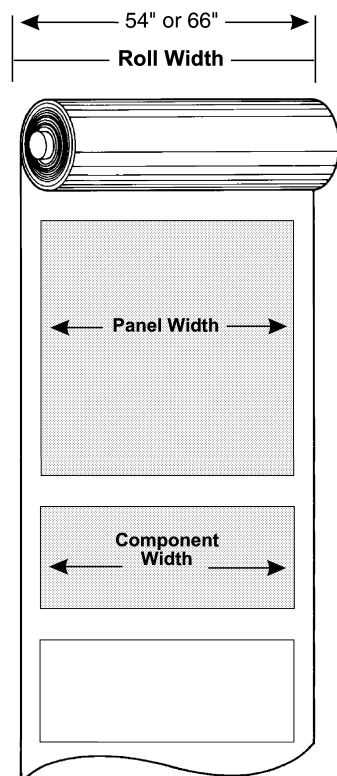 54" or 66"
Roll Width
Panel Width
Component
Width